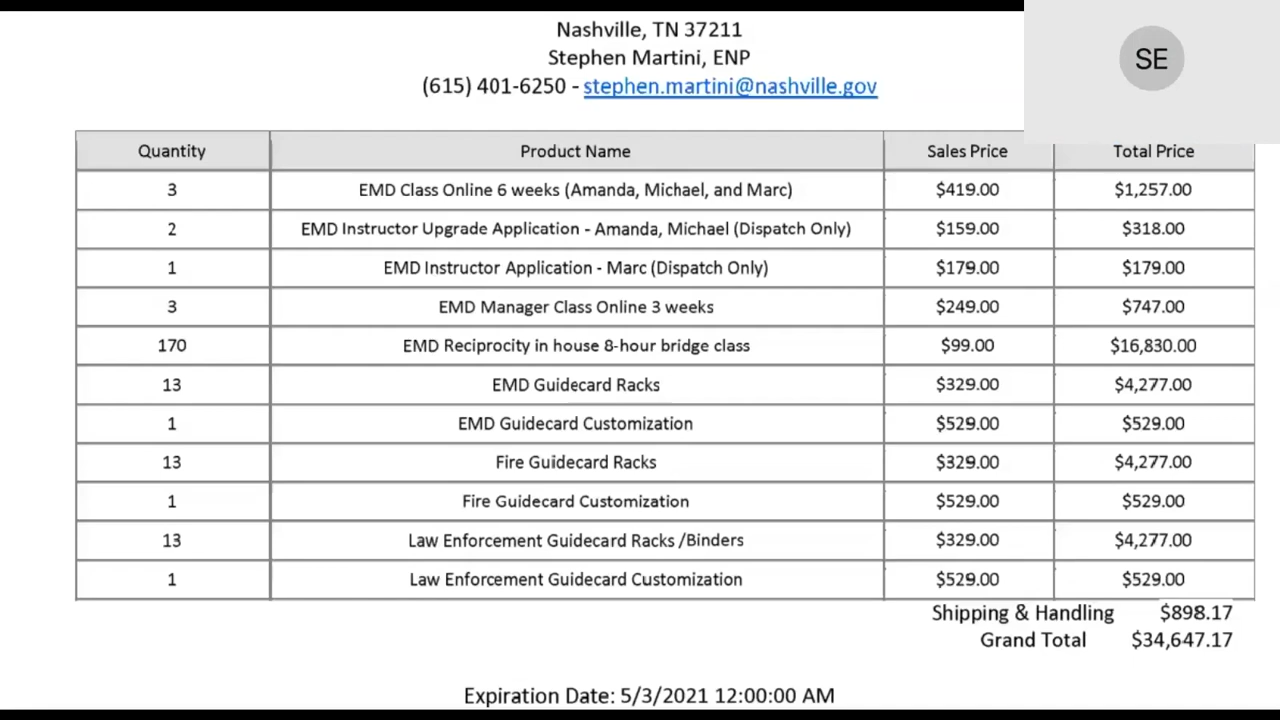 Nashville, TN 37211
Stephen Martini, ENP
(615) 401-6250 - stephen.martini@nashville.gov
SE
Quantity Product Name Sales Price Total Price
3 EMD Class Online 6 weeks (Amanda, Michael, and Marc) $419.00 $1,257.00
2 EMD Instructor Upgrade Application - Amanda, Michael (Dispatch Only) $159.00 $318.00
1 EMD Instructor Application - Marc (Dispatch Only) $179.00 $179.00
3 EMD Manager Class Online 3 weeks $249.00 $747.00
170 EMD Reciprocity in house 8-hour bridge class $99.00 $16,830.00
13 EMD Guidecard Racks $329.00 $4,277.00
1 EMD Guidecard Customization $529.00 $529.00
13 Fire Guidecard Racks $329.00 $4,277.00
1 Fire Guidecard Customization $529.00 $529.00
13 Law Enforcement Guidecard Racks /Binders $329.00 $4,277.00
1 Law Enforcement Guidecard Customization $529.00 $529.00
Shipping & Handling $898.17
Grand Total $34,647.17
Expiration Date: 5/3/2021 12:00:00 AM